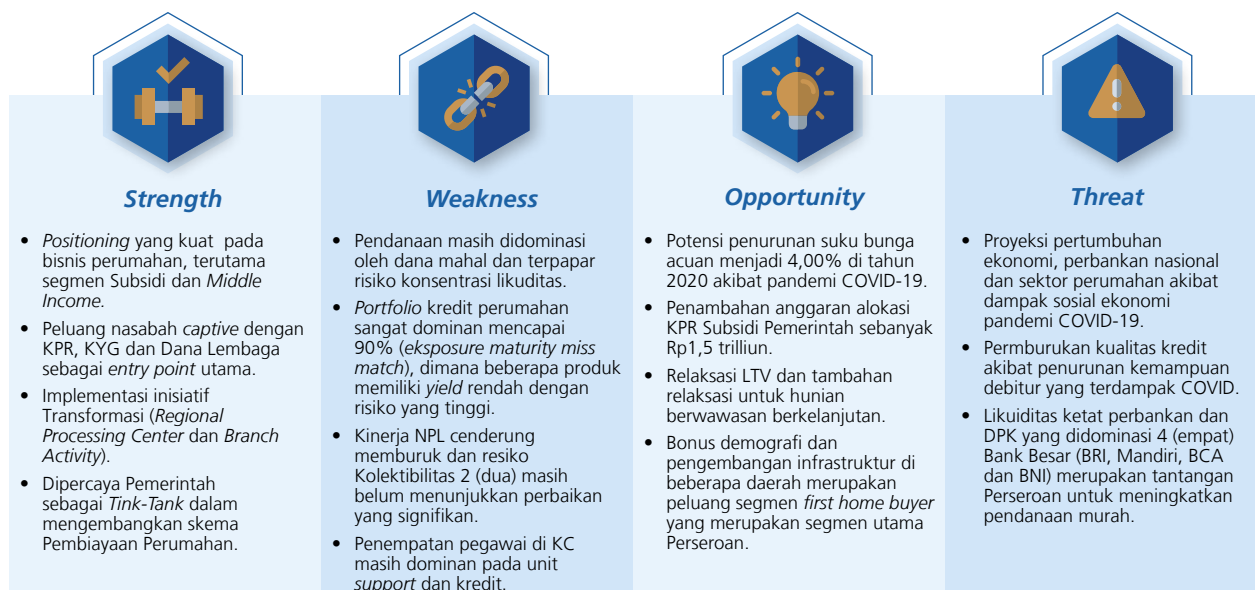 Strength
• Positioning yang kuat pada
bisnis perumahan, terutama
segmen Subsidi dan Middle
Income.
• Peluang nasabah captive dengan
KPR, KYG dan Dana Lembaga
sebagai entry point utama.
• Implementasi inisiatif
Transformasi (Regional
Processing Center dan Branch
Activity).
• Dipercaya Pemerintah
sebagai Tink-Tank dalam
mengembangkan skema
Pembiayaan Perumahan.
Weakness
• Pendanaan masih didominasi
oleh dana mahal dan terpapar
risiko konsentrasi likuditas.
• Portfolio kredit perumahan
sangat dominan mencapai
90% (eksposure maturity miss
match), dimana beberapa produk
memiliki yield rendah dengan
risiko yang tinggi.
• Kinerja NPL cenderung
memburuk dan resiko
Kolektibilitas 2 (dua) masih
belum menunjukkan perbaikan
yang signifikan.
• Penempatan pegawai di KC
masih dominan pada unit
support dan kredit.
Opportunity
• Potensi penurunan suku bunga
acuan menjadi 4,00% di tahun
2020 akibat pandemi COVID-19.
• Penambahan anggaran alokasi
KPR Subsidi Pemerintah sebanyak
Rp1,5 trilliun.
• Relaksasi LTV dan tambahan
relaksasi untuk hunian
berwawasan berkelanjutan.
• Bonus demografi dan
pengembangan infrastruktur di
beberapa daerah merupakan
peluang segmen first home buyer
yang merupakan segmen utama
Perseroan.
Threat
• Proyeksi pertumbuhan
ekonomi, perbankan nasional
dan sektor perumahan akibat
dampak sosial ekonomi
pandemi COVID-19.
• Permburukan kualitas kredit
akibat penurunan kemampuan
debitur yang terdampak COVID.
• Likuiditas ketat perbankan dan
DPK yang didominasi 4 (empat)
Bank Besar (BRI, Mandiri, BCA
dan BNI) merupakan tantangan
Perseroan untuk meningkatkan
pendanaan murah.